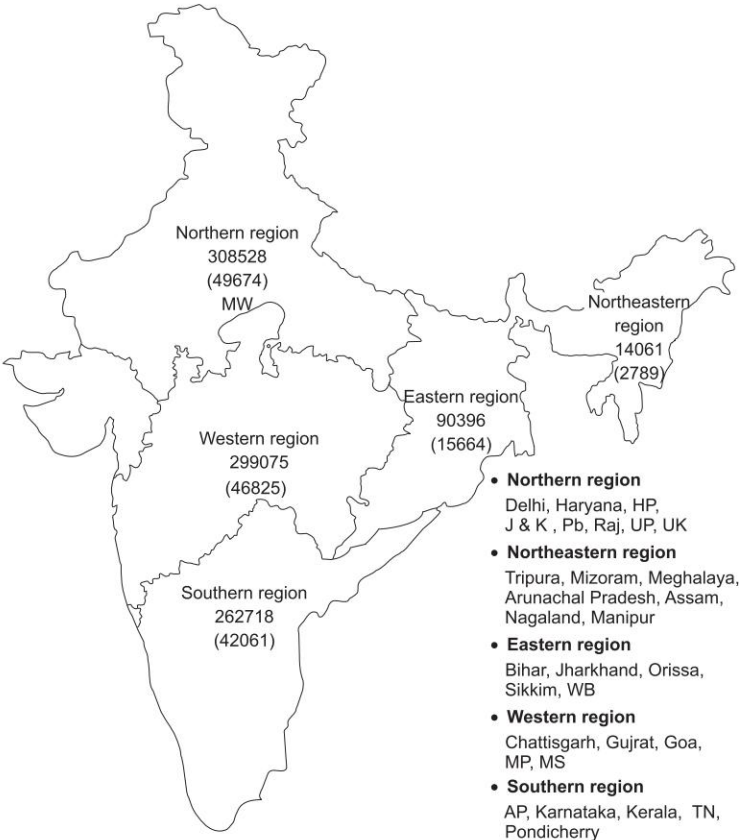 Northern region
308528
(49674)
MW
Northeastern
region
14061
(2789)
Eastern region
90396
(15664)
Western region
299075
(46825)
Southern region
262718
(42061)
• Northern region
Delhi, Haryana, HP,
J & K , Pb, Raj, UP, UK
• Northeastern region
Tripura, Mizoram, Meghalaya,
Arunachal Pradesh, Assam,
Nagaland, Manipur
• Eastern region
Bihar, Jharkhand, Orissa,
Sikkim, WB
• Western region
Chattisgarh, Gujrat, Goa,
MP, MS
• Southern region
AP, Karnataka, Kerala, TN,
Pondicherry